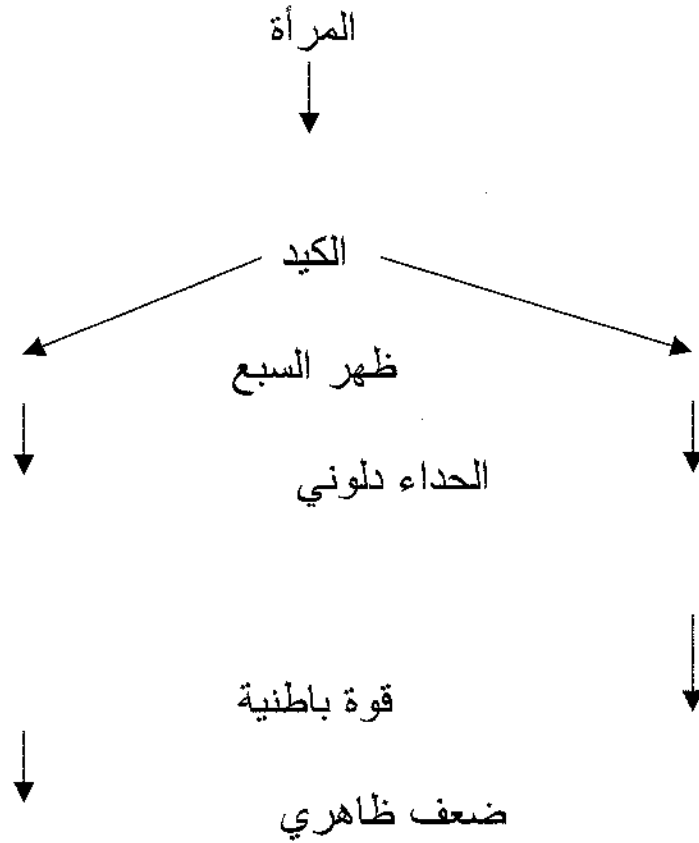 المرأة
الكيد
ظهر السبع
الحداء دلوني
قوة باطنية
ضعف ظاهري